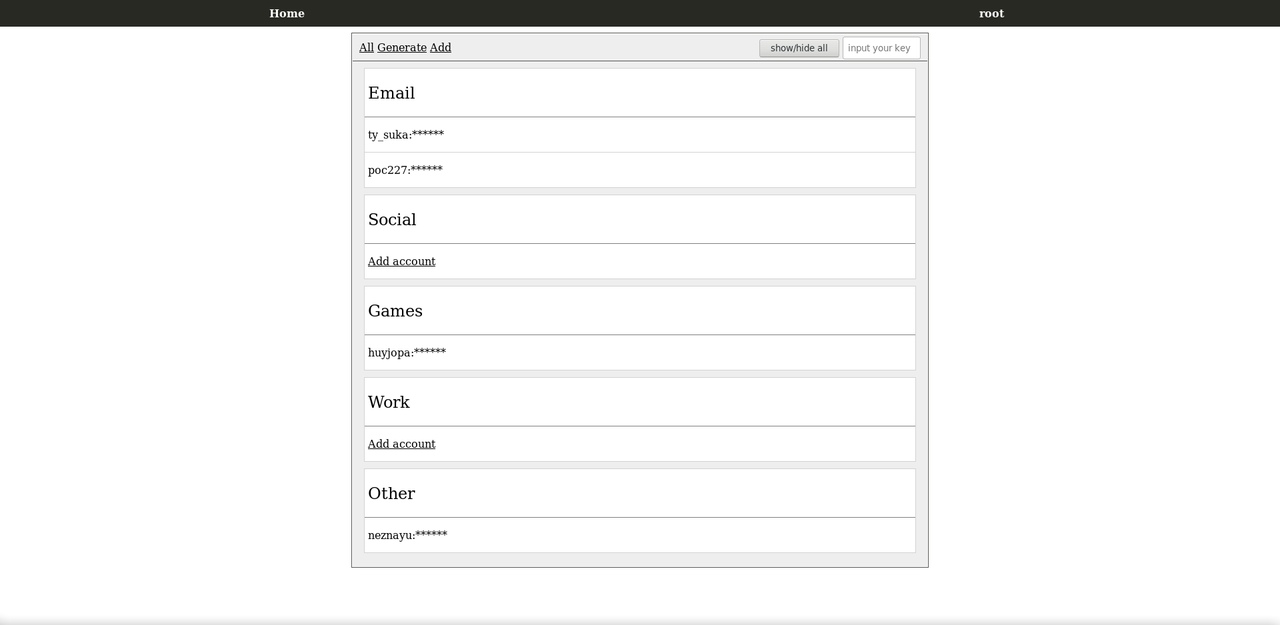 Home root
All Generate Add show/hide all input your key
Email
ty_suka:******
poc227:******
Social
Add account
Games
huyjopa:******
Work
Add account
Other
neznayu:******